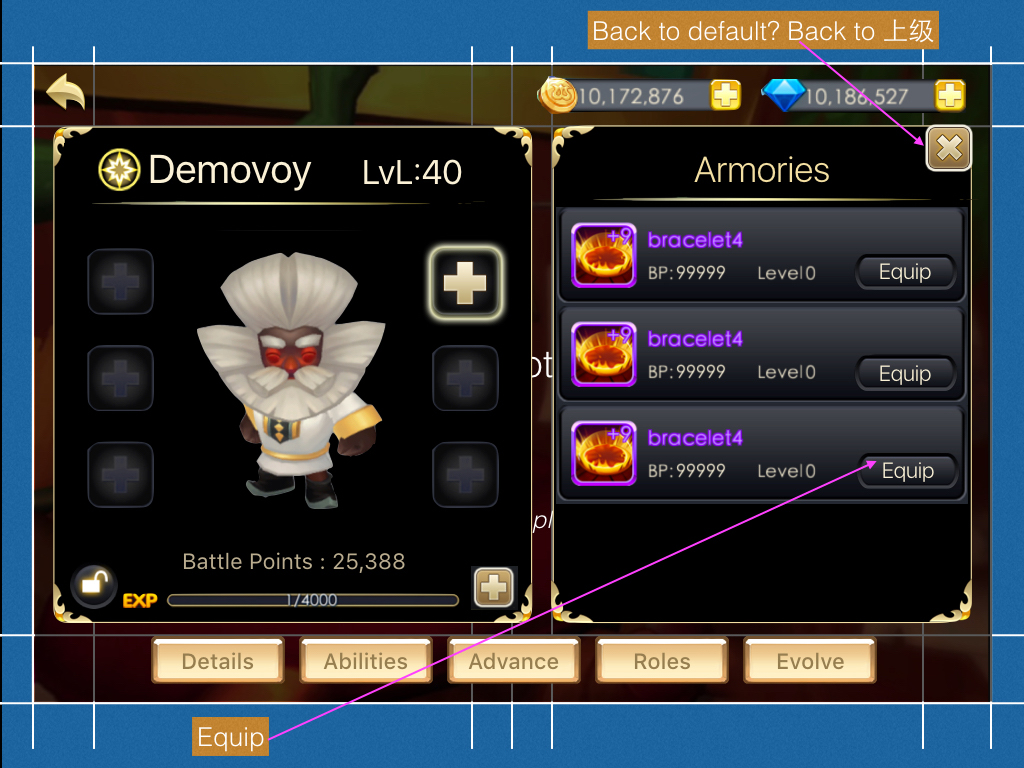 Back to default? Back to 上级
10,172,876
10,186,527
Demovoy LvL:40
Armories
+9 bracelet4
BP:99999 Level0 Equip
+9 bracelet4
BP:99999 Level0 Equip
+9 bracelet4
BP:99999 Level0 Equip
ot
pl
Battle Points : 25,388
EXP 1/4000
Details Abilities Advance Roles Evolve
Equip